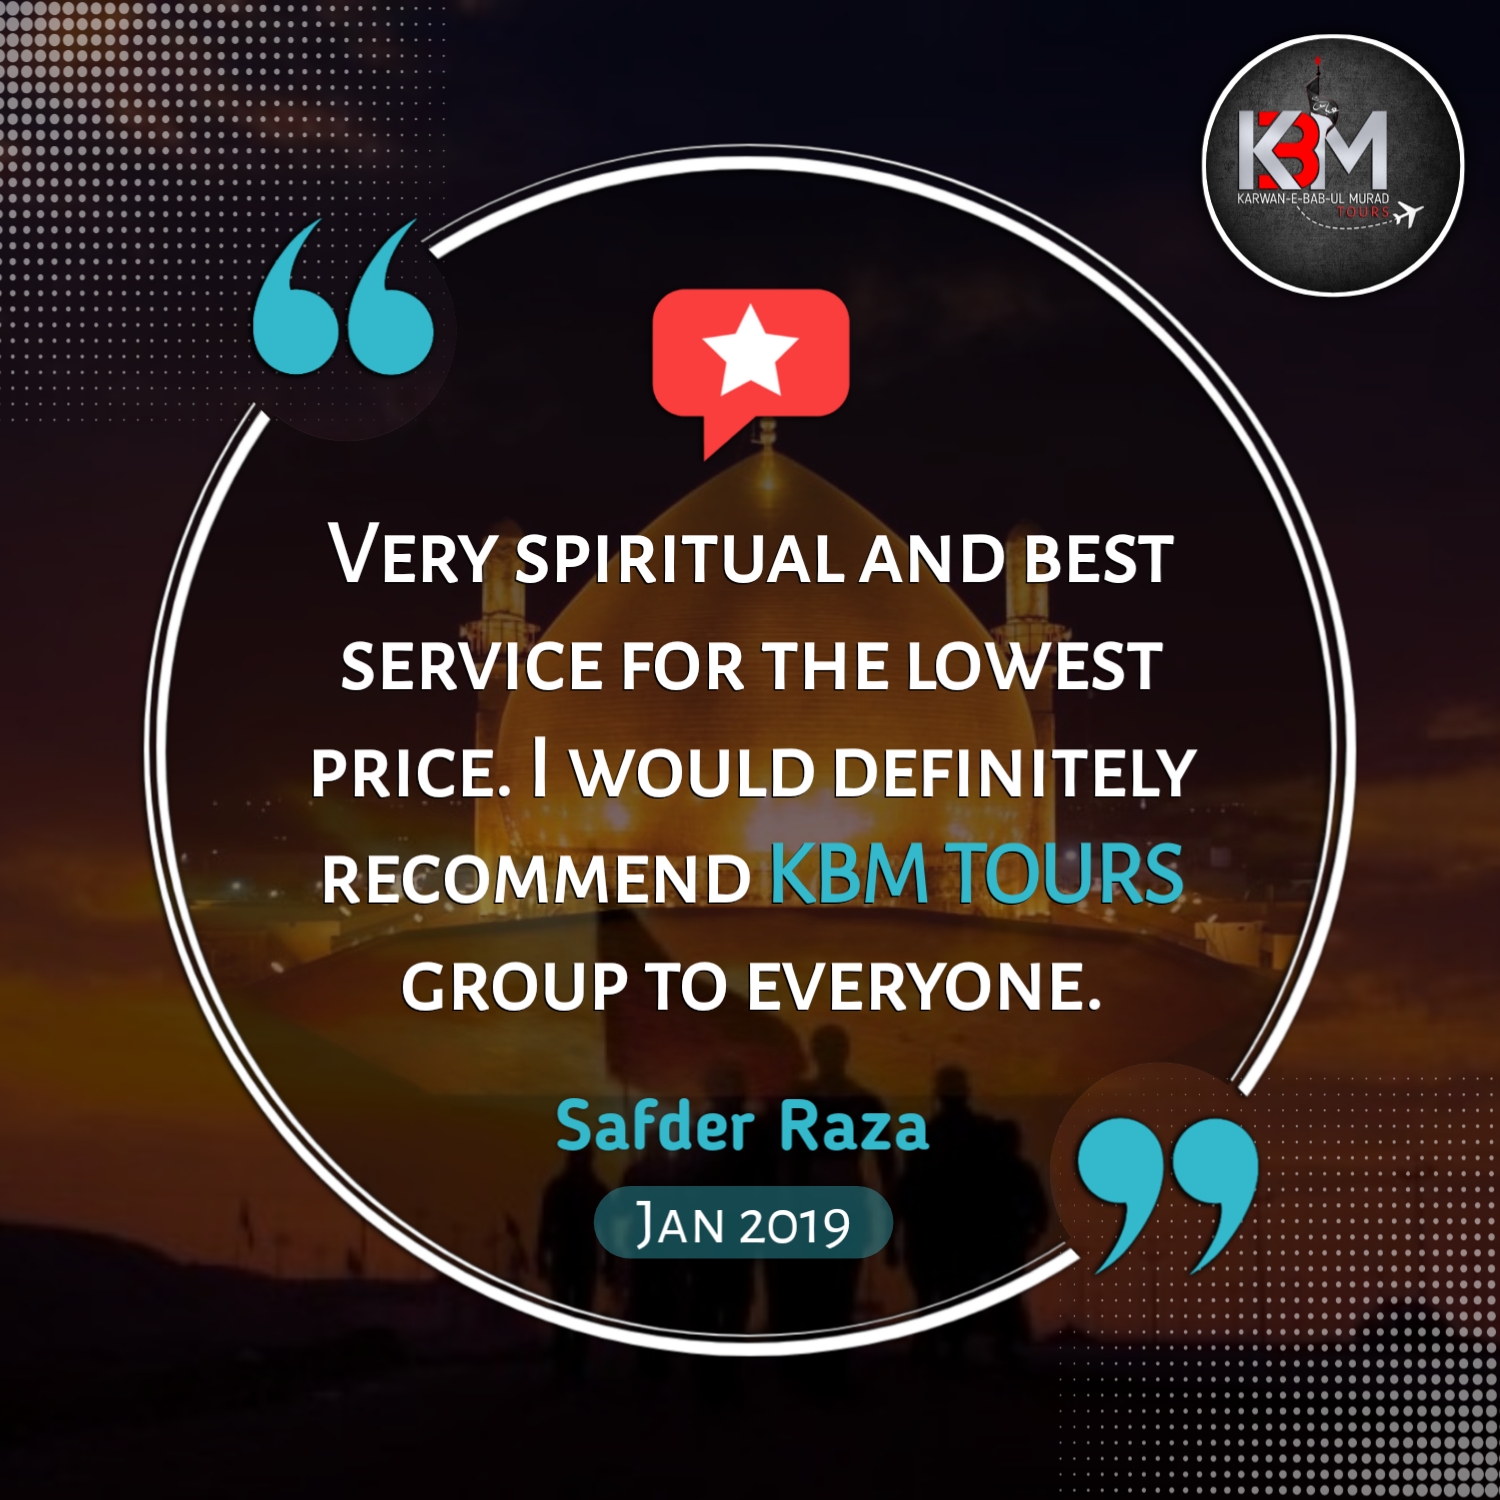 KBM
KARWAN-E-BAB-UL MURAD
TOURS
Very spiritual and best
service for the lowest
price. I would definitely
recommend KBM TOURS
group to everyone.
Safder Raza
Jan 2019